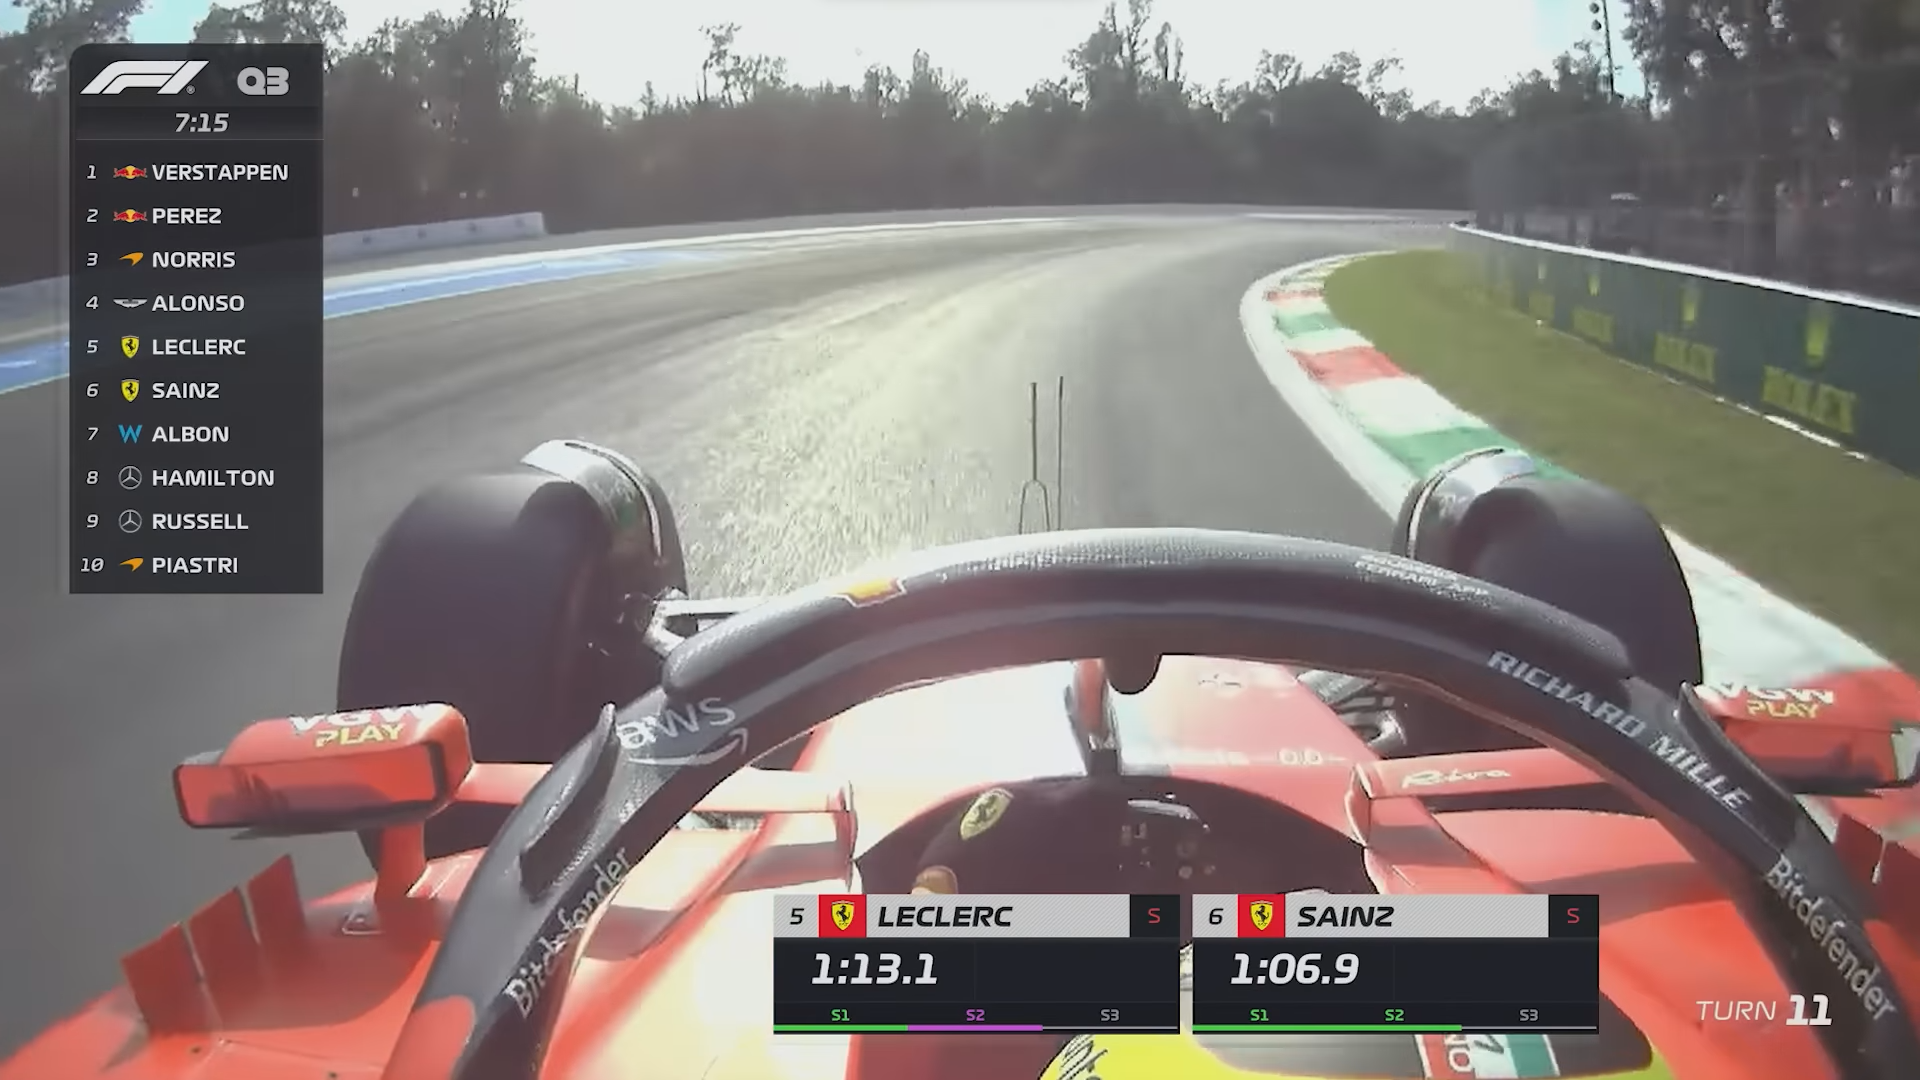 F1 Q3
7:15
1 VERSTAPPEN
2 PEREZ
3 NORRIS
4 ALONSO
5 LECLERC
6 SAINZ
7 W ALBON
8 HAMILTON
9 RUSSELL
10 PIASTRI
ROLEX
ROLEX
RICHARD MILLE
VGW
PLAY
aws
VGW
PLAY
Riva
Bitdefender
Bitdefender
5 LECLERC S
1:13.1
S1 S2 S3
6 SAINZ S
1:06.9
S1 S2 S3
TURN 11